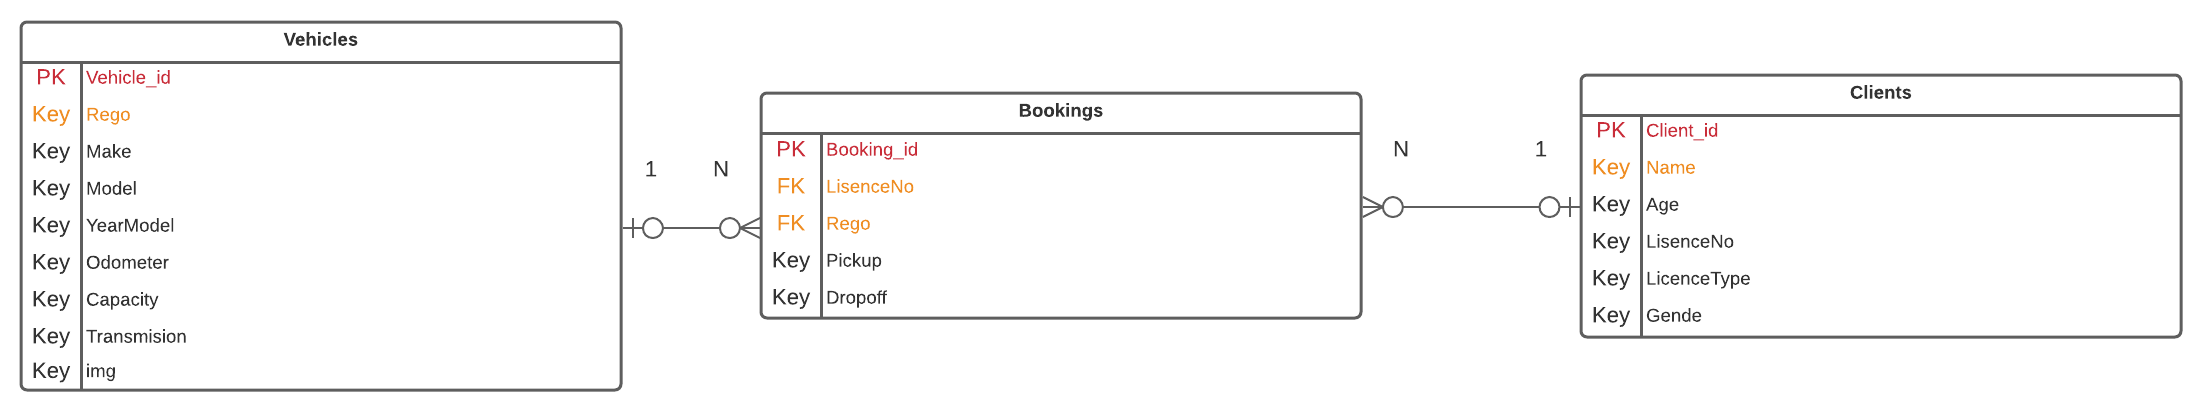 Vehicles
PK Vehicle_id
Key Rego
Key Make
Key Model
Key YearModel
Key Odometer
Key Capacity
Key Transmision
Key img
1 N
Bookings
PK Booking_id
FK LisenceNo
FK Rego
Key Pickup
Key Dropoff
N 1
Clients
PK Client_id
Key Name
Key Age
Key LisenceNo
Key LicenceType
Key Gende